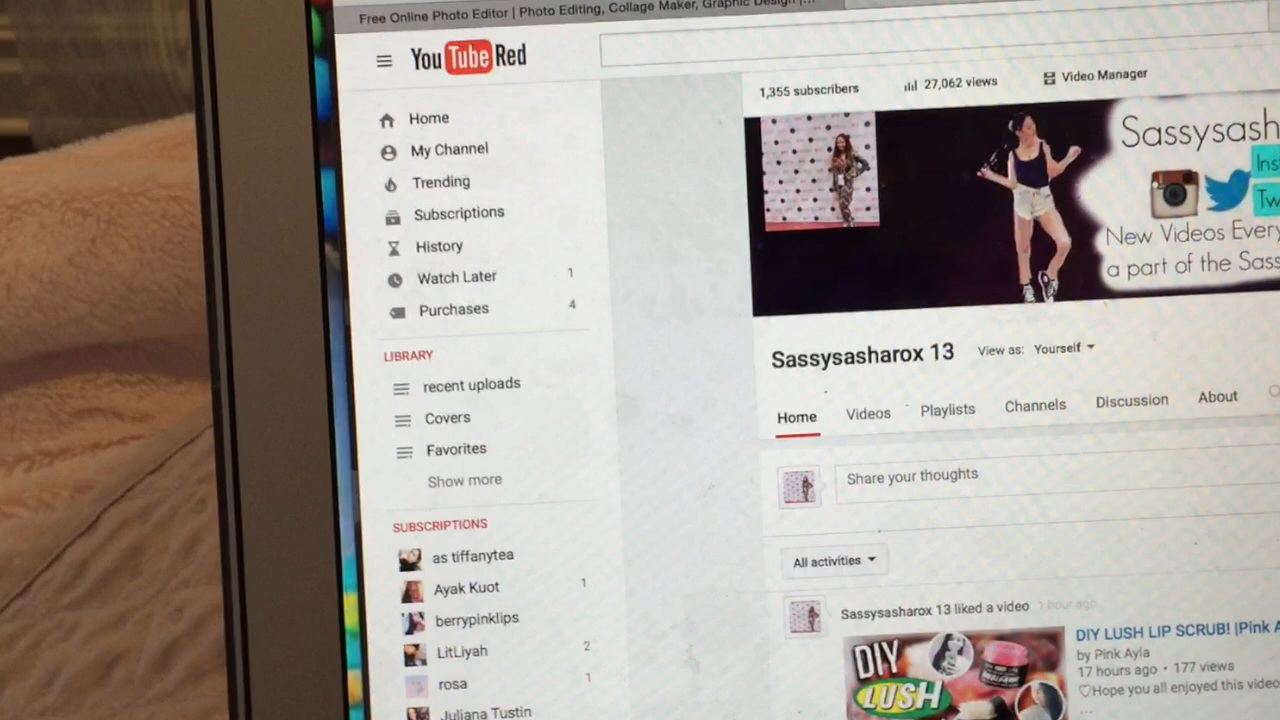 Free Online Photo Editor | Photo Editing, Collage Maker, Graphic Design |...
YouTube Red
Home
My Channel
Trending
Subscriptions
History
Watch Later 1
Purchases 4
LIBRARY
recent uploads
Covers
Favorites
Show more
SUBSCRIPTIONS
as tiffanytea
Ayak Kuot 1
berrypinklips
LitLiyah 2
rosa 1
Juliana Tustin
1,355 subscribers 27,062 views Video Manager
Sassysash
Ins
Tw
New Videos Every
a part of the Sass
Sassysasharox 13 View as: Yourself
Home Videos Playlists Channels Discussion About
Share your thoughts
All activities
Sassysasharox 13 liked a video 1 hour ago
DIY
LUSH
DIY LUSH LIP SCRUB! |Pink A
by Pink Ayla
17 hours ago • 177 views
♡Hope you all enjoyed this video
...